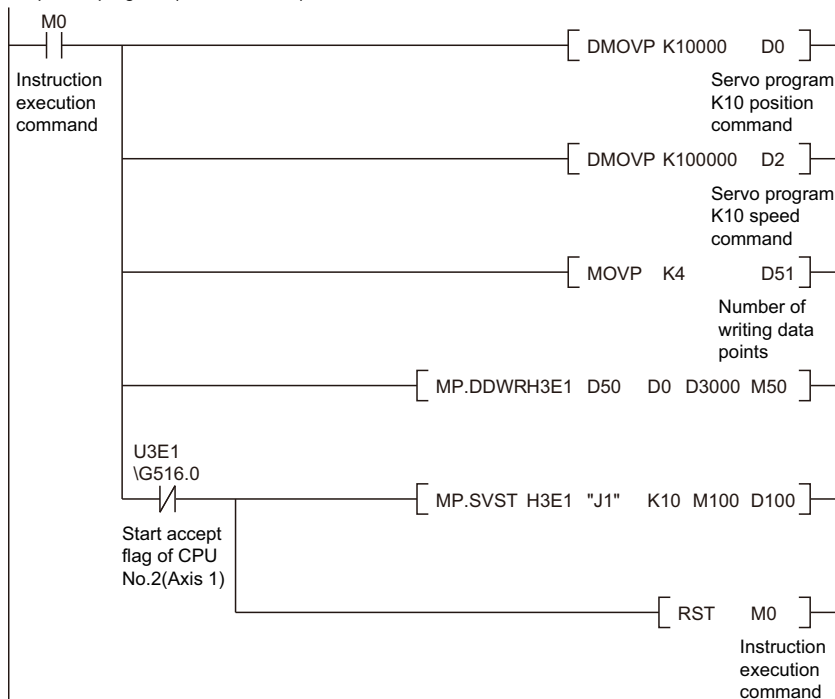 M0
DMOVP K10000 D0
Instruction
execution
command
Servo program
K10 position
command
DMOVP K100000 D2
Servo program
K10 speed
command
MOVP K4 D51
Number of
writing data
points
MP.DDWRH3E1 D50 D0 D3000 M50
U3E1
\G516.0
MP.SVST H3E1 "J1" K10 M100 D100
Start accept
flag of CPU
No.2(Axis 1)
RST M0
Instruction
execution
command